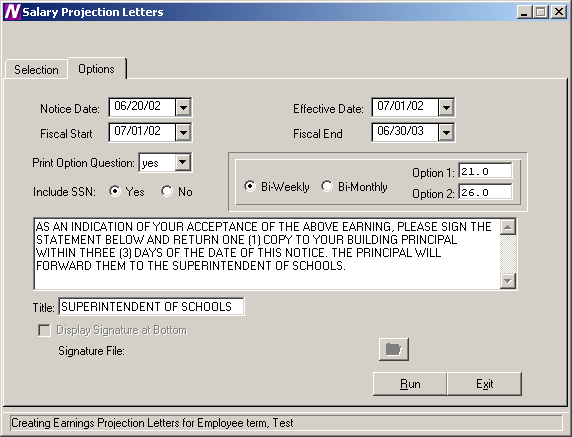 N Salary Projection Letters
Selection Options
Notice Date: 06/20/02 Effective Date: 07/01/02
Fiscal Start 07/01/02 Fiscal End 06/30/03
Print Option Question: yes
Option 1: 21.0
Bi-Weekly Bi-Monthly
Include SSN: Yes No
Option 2: 26.0
AS AN INDICATION OF YOUR ACCEPTANCE OF THE ABOVE EARNING, PLEASE SIGN THE
STATEMENT BELOW AND RETURN ONE (1) COPY TO YOUR BUILDING PRINCIPAL
WITHIN THREE (3) DAYS OF THE DATE OF THIS NOTICE. THE PRINCIPAL WILL
FORWARD THEM TO THE SUPERINTENDENT OF SCHOOLS.
Title: SUPERINTENDENT OF SCHOOLS
Display Signature at Bottom
Signature File:
Run Exit
Creating Earnings Projection Letters for Employee term, Test